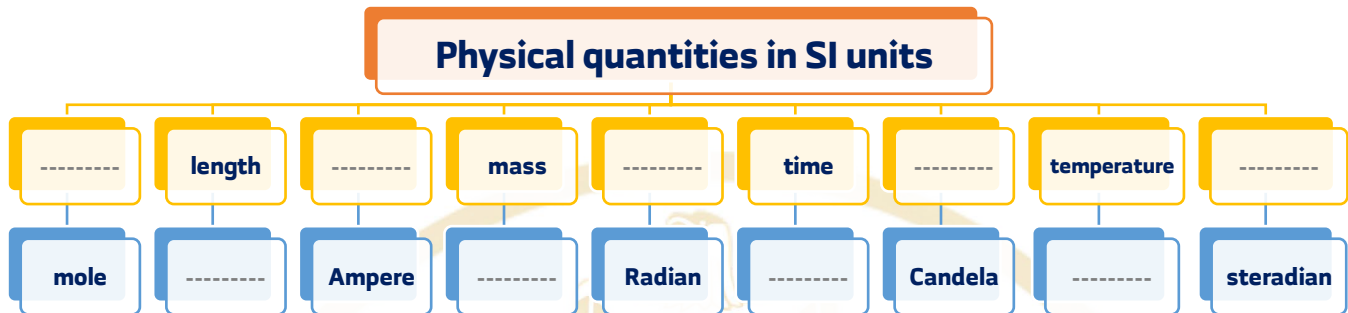 Physical quantities in SI units
--------- length --------- mass --------- time --------- temperature ---------
mole --------- Ampere --------- Radian --------- Candela --------- steradian